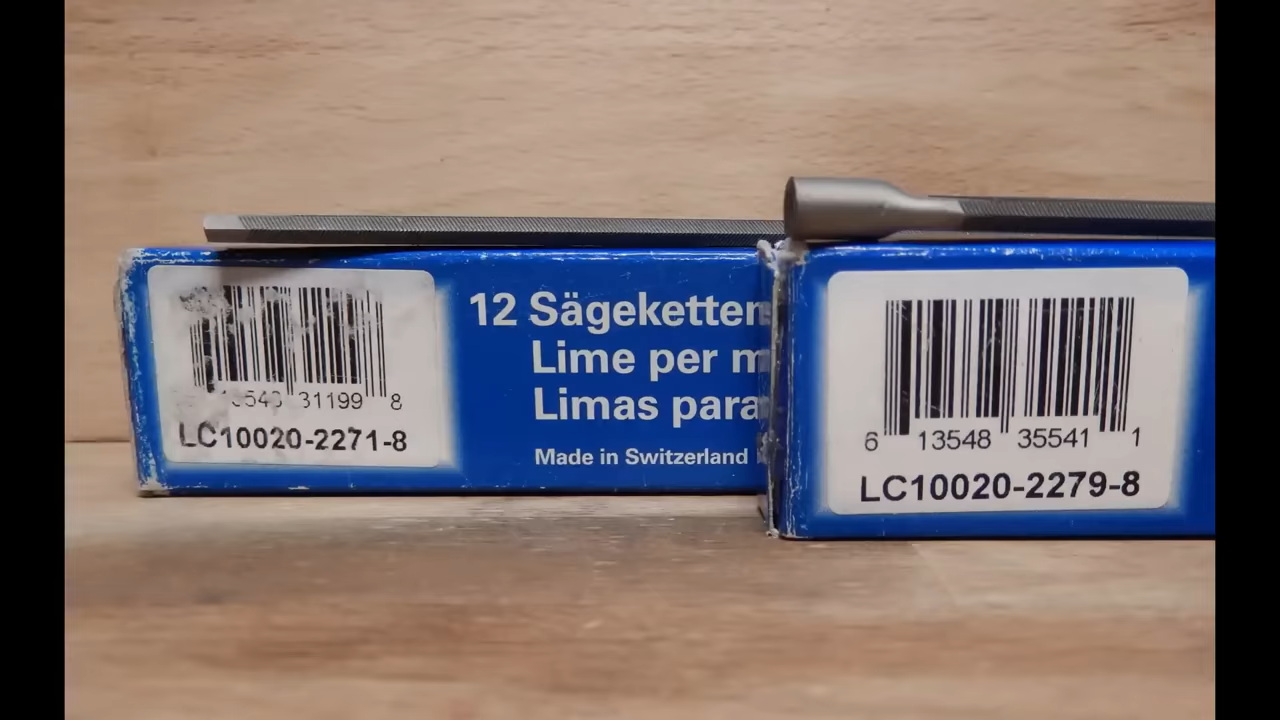 12 Sägeketten
Lime per m
Limas para
Made in Switzerland
31199 8
LC10020-2271-8
6 13548 35541 1
LC10020-2279-8